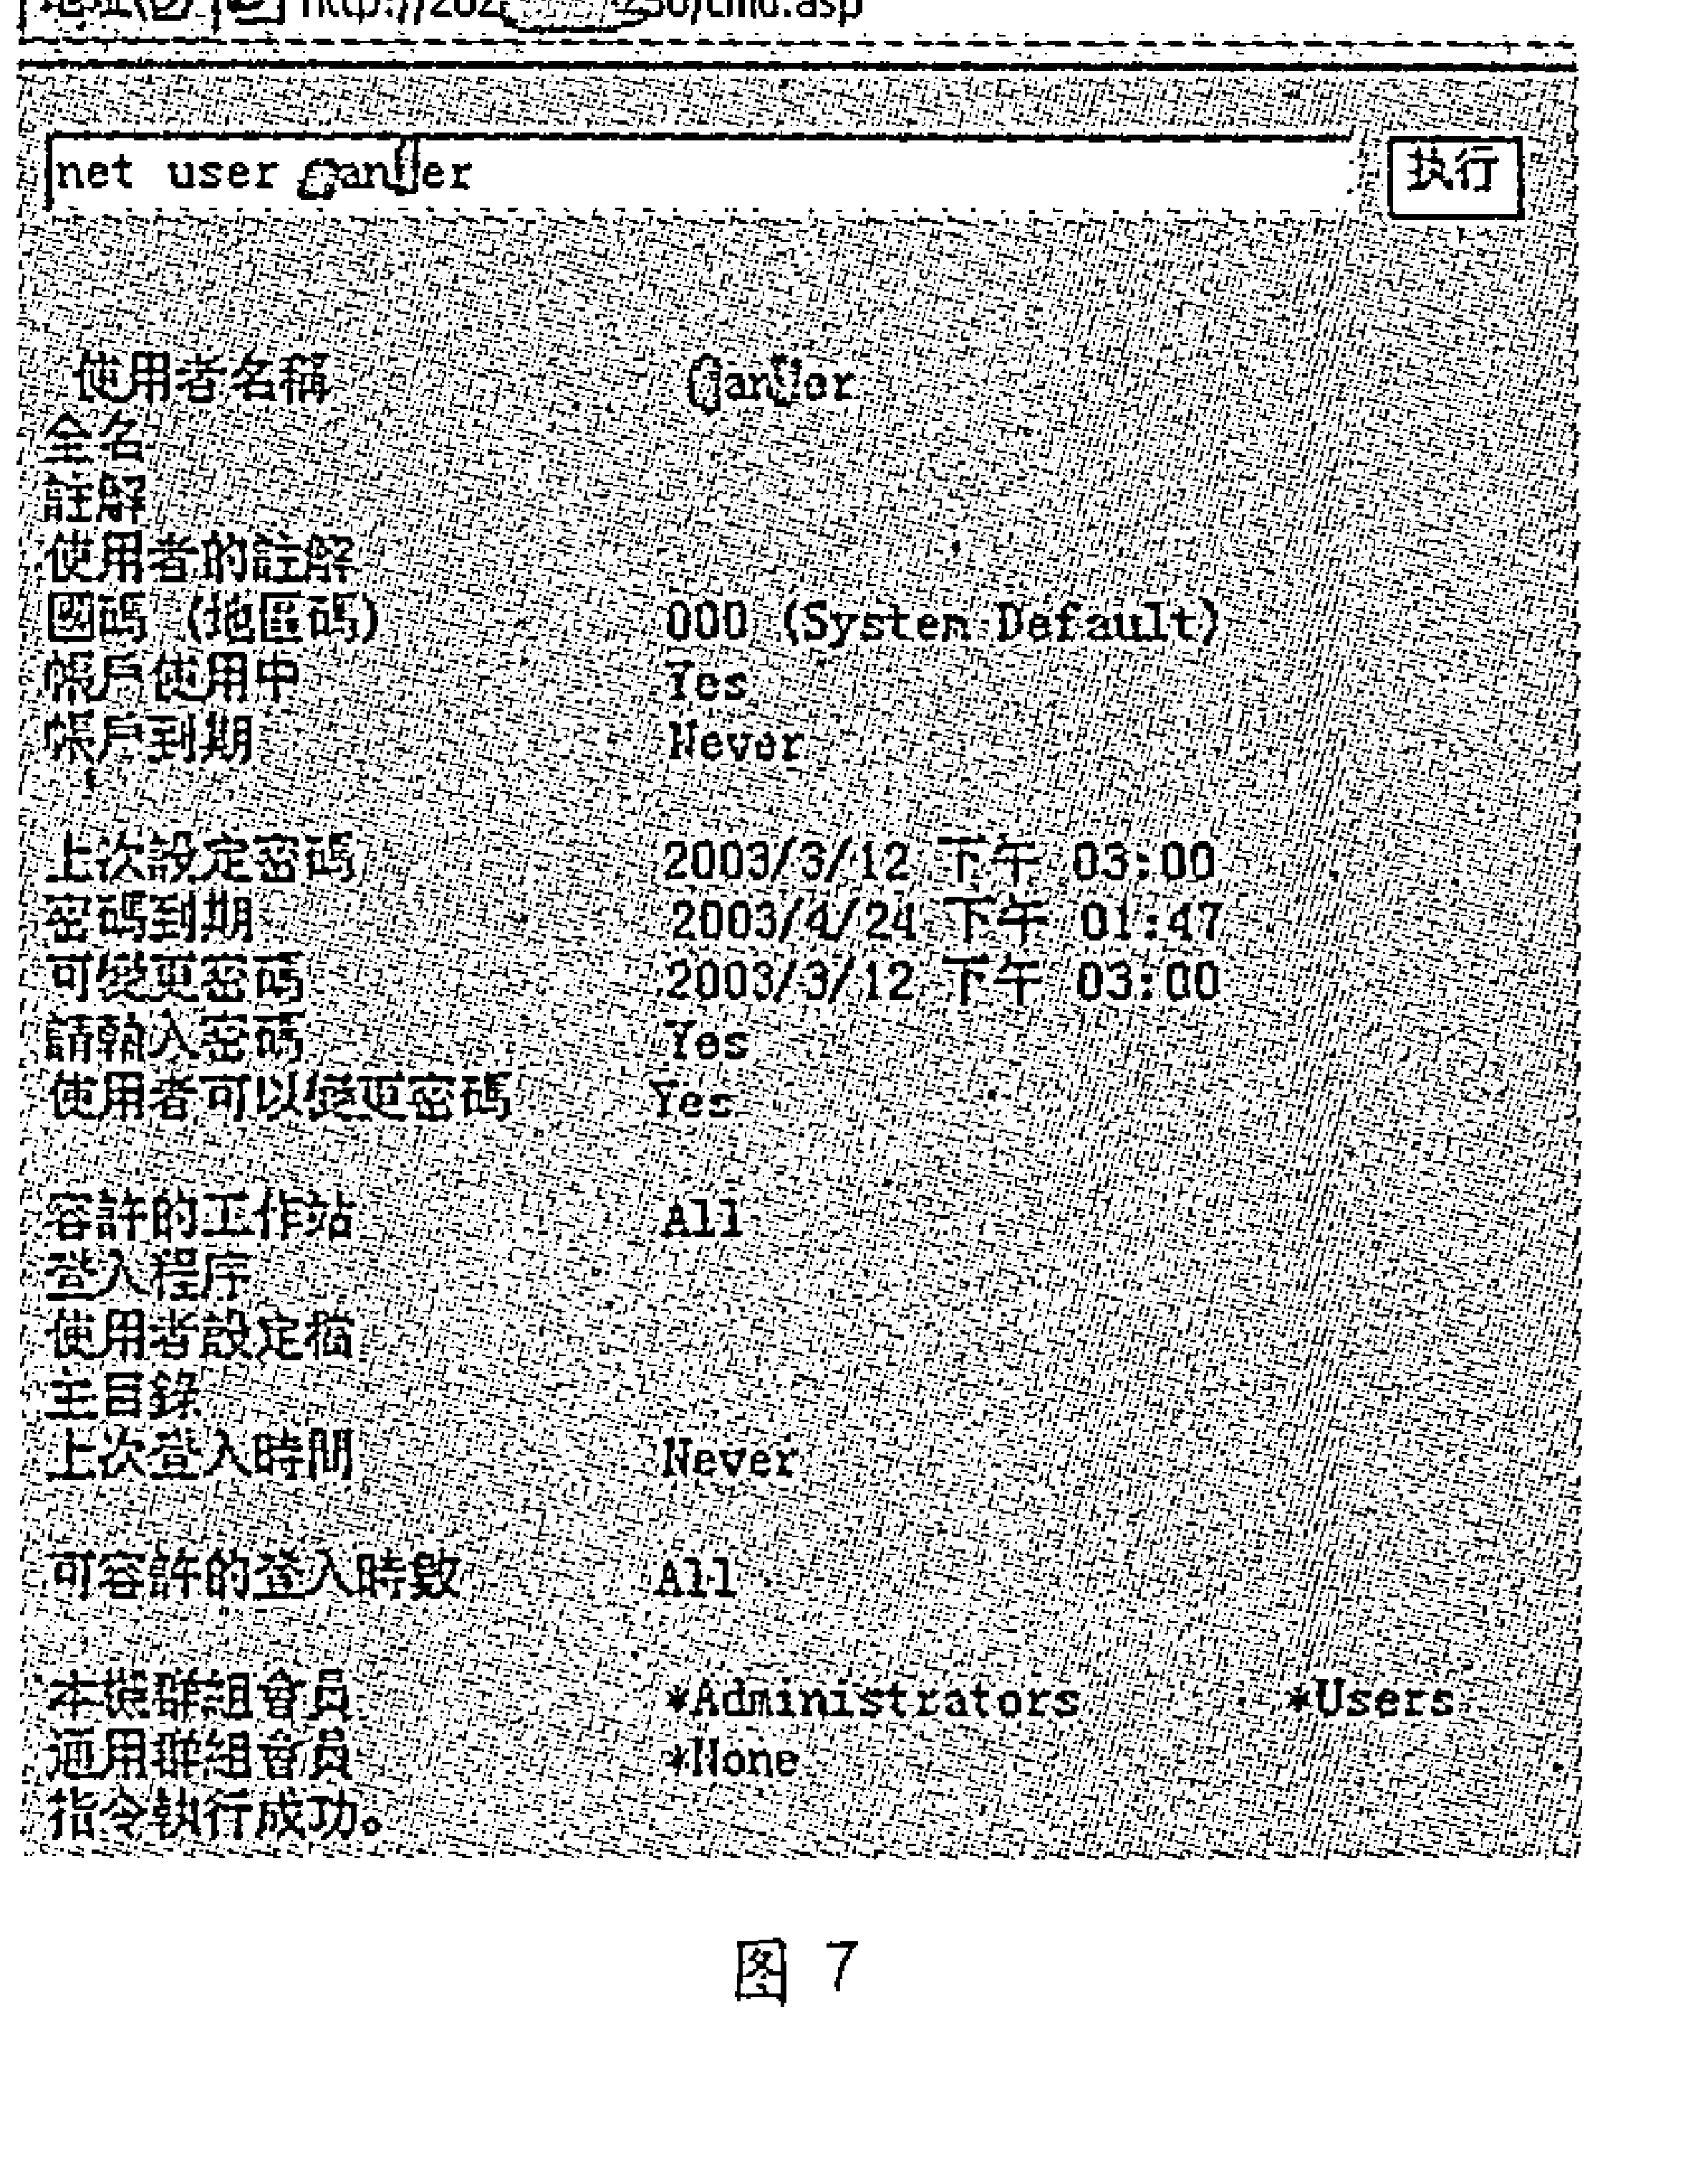 地址(D) http://202 250/cmd.asp
net user
执行
使用者名稱
全名
註解
使用者的註解
國碼 (地區碼) 000 (System Default)
帳戶使用中 Yes
帳戶到期 Never
上次設定密碼 2003/3/12 下午 03:00
密碼到期 2003/4/24 下午 01:47
可變更密碼 2003/3/12 下午 03:00
請輸入密碼 Yes
使用者可以變更密碼 Yes
容許的工作站 All
登入程序
使用者設定檔
主目錄
上次登入時間 Never
可容許的登入時數 All
本機群組會員 *Administrators *Users
通用群組會員 *None
指令執行成功。
图 7